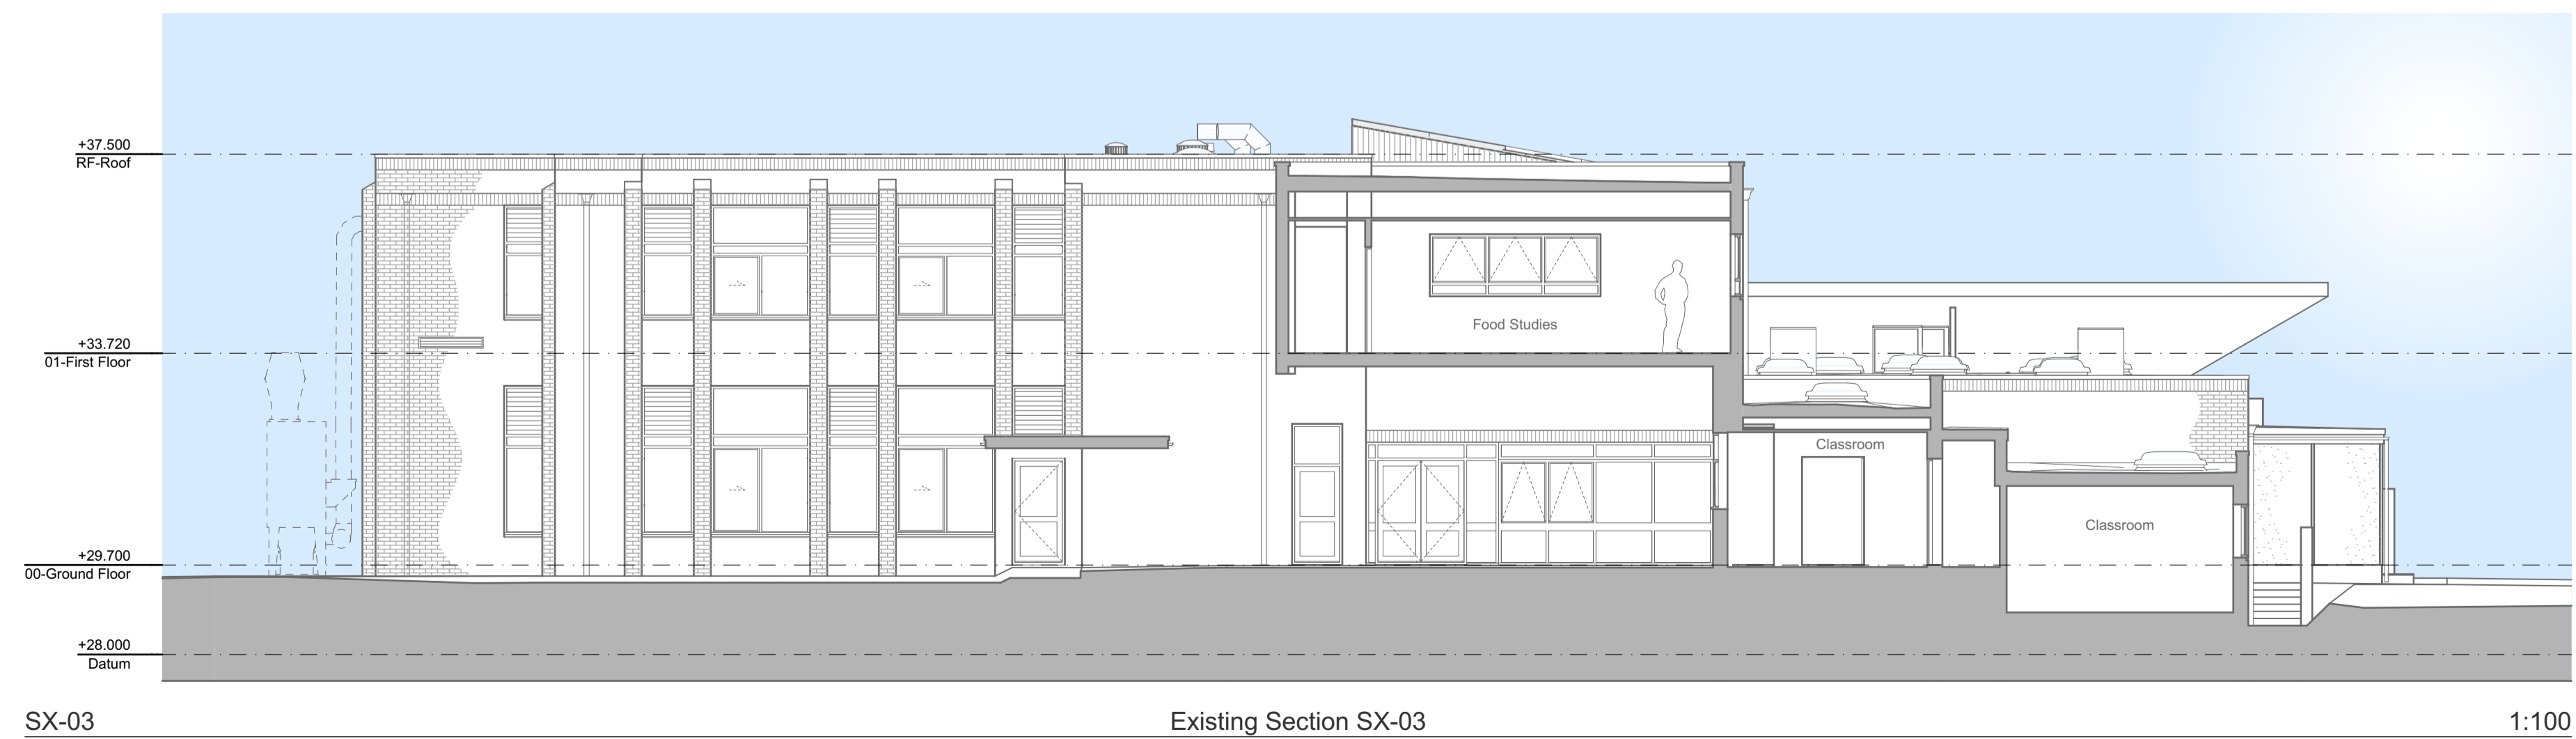 +37.500
RF-Roof
+33.720
01-First Floor
Food Studies
Classroom
Classroom
+29.700
00-Ground Floor
+28.000
Datum
SX-03
Existing Section SX-03
1:100